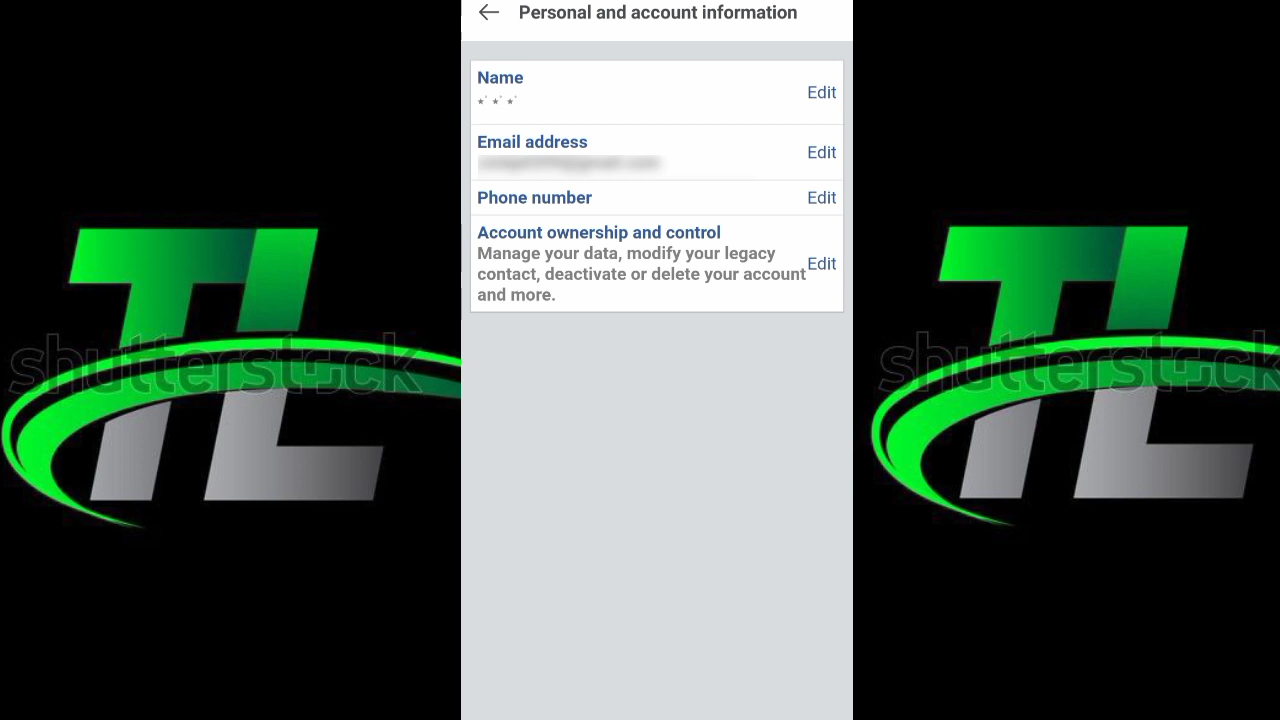 Personal and account information
Name
Edit
Email address
Edit
Phone number
Edit
Account ownership and control
Manage your data, modify your legacy
contact, deactivate or delete your account
and more.
Edit
TL
shutterstock
TL
shutterstock